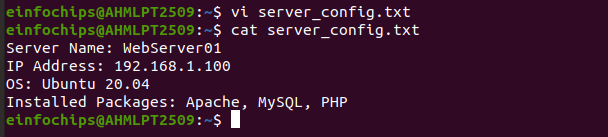 einfochips@AHMLPT2509:~$ vi server_config.txt
einfochips@AHMLPT2509:~$ cat server_config.txt
Server Name: WebServer01
IP Address: 192.168.1.100
OS: Ubuntu 20.04
Installed Packages: Apache, MySQL, PHP
einfochips@AHMLPT2509:~$